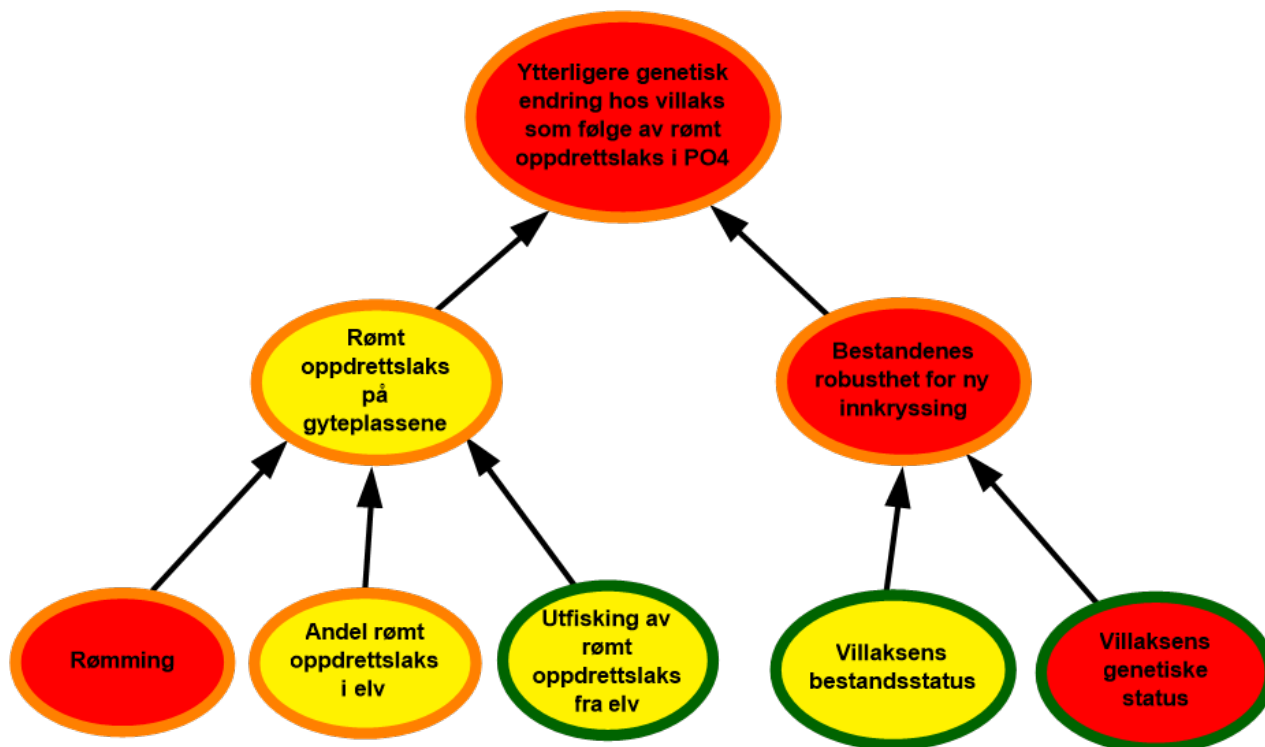 Ytterligere genetisk
endring hos villaks
som følge av rømt
oppdrettslaks i PO4
Rømt
oppdrettslaks
på
gyteplassene
Bestandenes
robusthet for ny
innkryssing
Rømming
Andel rømt
oppdrettslaks
i elv
Utfisking av
rømt
oppdrettslaks
fra elv
Villaksens
bestandsstatus
Villaksens
genetiske
status